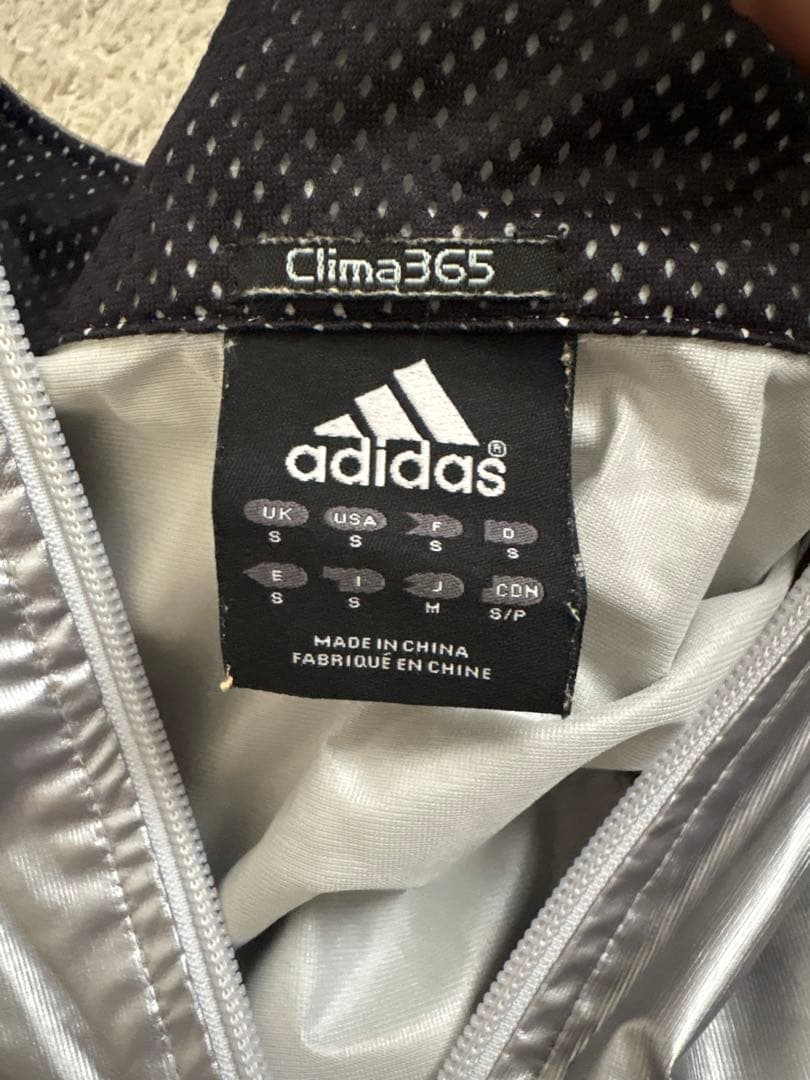 Clima365
adidas®
UK USA F D
S S S S
E I J CDN
S S M S/P
MADE IN CHINA
FABRIQUÉ EN CHINE